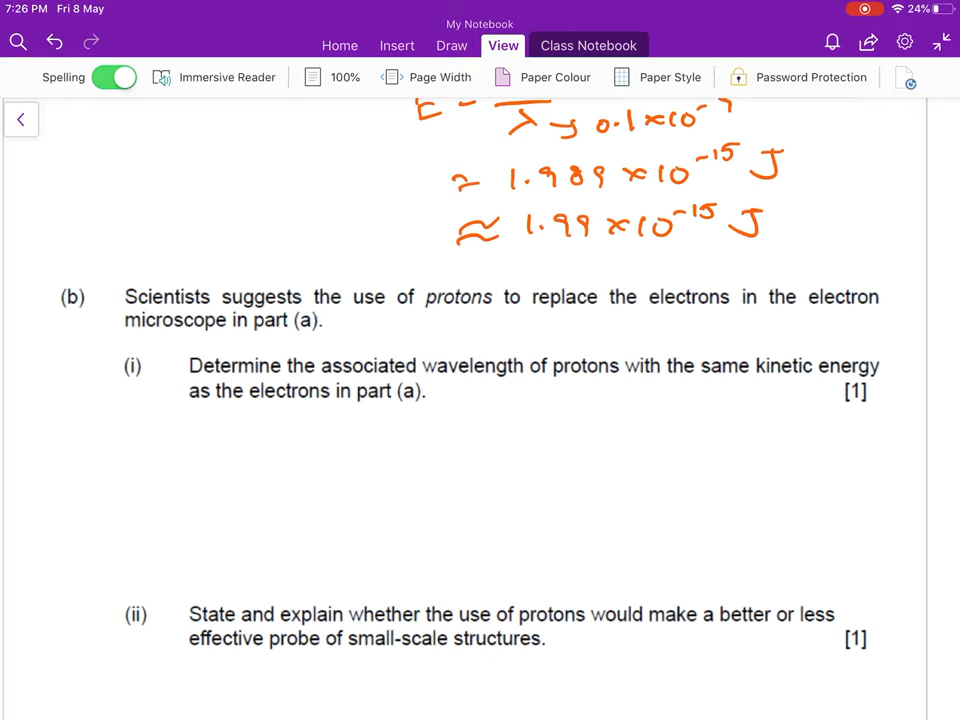 7:26 PM Fri 8 May
24%
My Notebook
Home Insert Draw View Class Notebook
Spelling Immersive Reader 100% Page Width Paper Colour Paper Style Password Protection
λ → 0.1 × 10
≈ 1.989 × 10⁻¹⁵ J
≈ 1.99 × 10⁻¹⁵ J
(b) Scientists suggests the use of protons to replace the electrons in the electron
microscope in part (a).
(i) Determine the associated wavelength of protons with the same kinetic energy
as the electrons in part (a). [1]
(ii) State and explain whether the use of protons would make a better or less
effective probe of small-scale structures. [1]